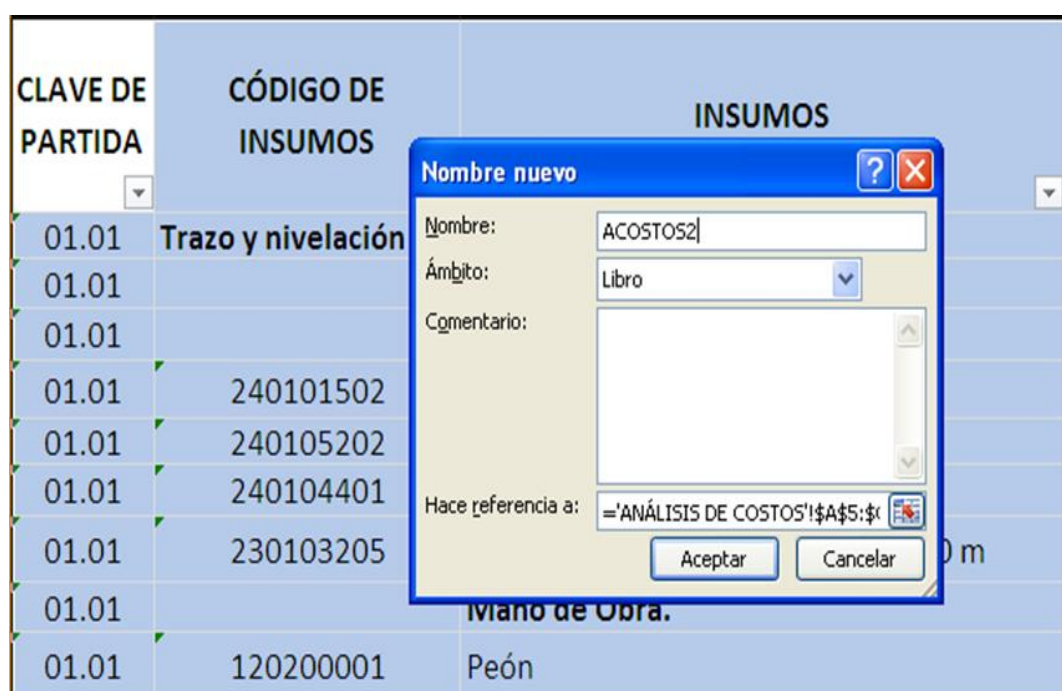 CLAVE DE PARTIDA
CÓDIGO DE INSUMOS
INSUMOS
Nombre nuevo
Nombre: ACOSTOS2
Ámbito: Libro
Comentario:
Hace referencia a: ='ANÁLISIS DE COSTOS'!$A$5:$
Aceptar Cancelar
01.01 Trazo y nivelación
01.01
01.01
01.01 240101502
01.01 240105202
01.01 240104401
01.01 230103205 0 m
01.01 Mano de Obra.
01.01 120200001 Peón